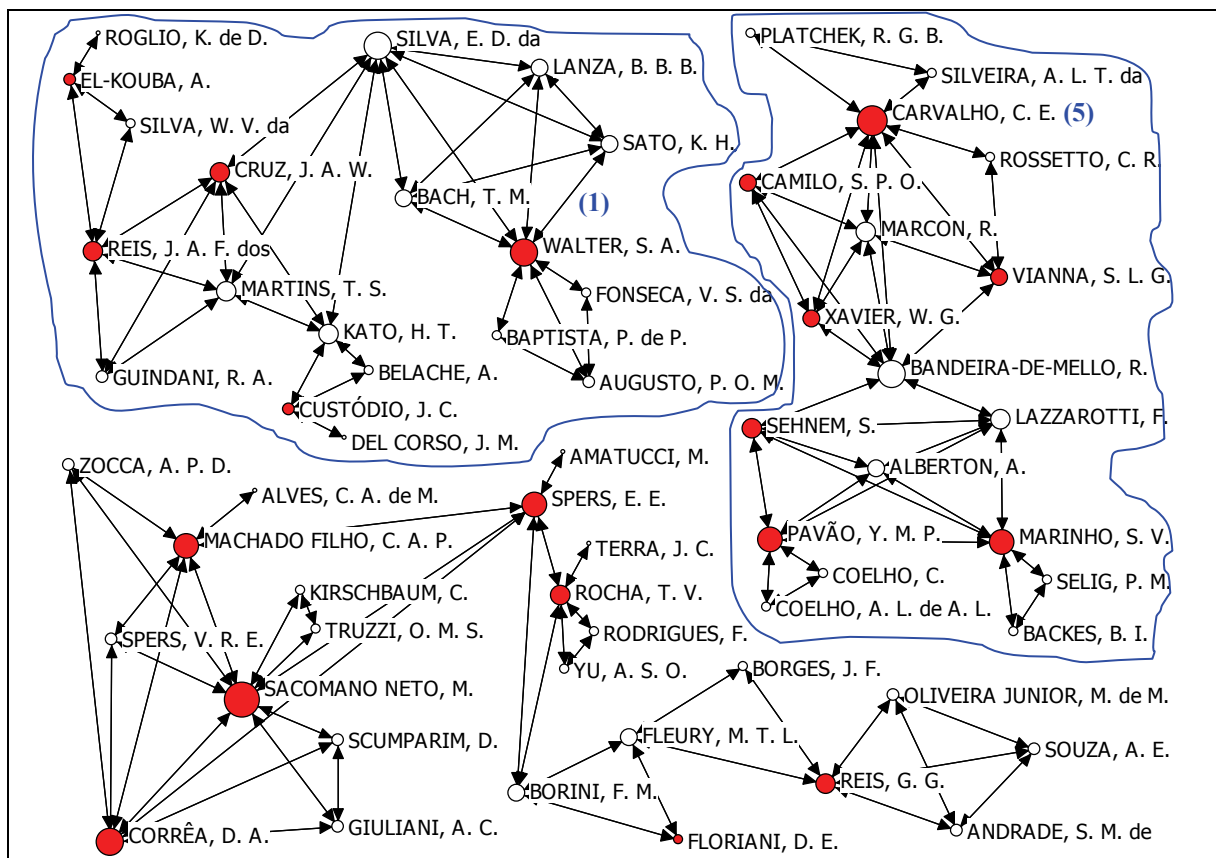 ROGLIO, K. de D.
EL-KOUBA, A.
SILVA, W. V. da
CRUZ, J. A. W.
REIS, J. A. F. dos
MARTINS, T. S.
GUINDANI, R. A.
KATO, H. T.
BELACHE, A.
CUSTÓDIO, J. C.
DEL CORSO, J. M.
SILVA, E. D. da
LANZA, B. B. B.
SATO, K. H.
BACH, T. M.
(1)
WALTER, S. A.
FONSECA, V. S. da
BAPTISTA, P. de P.
AUGUSTO, P. O. M.
PLATCHEK, R. G. B.
SILVEIRA, A. L. T. da
CARVALHO, C. E. (5)
ROSSETTO, C. R.
CAMILO, S. P. O.
MARCON, R.
VIANNA, S. L. G.
XAVIER, W. G.
BANDEIRA-DE-MELLO, R.
SEHNEM, S.
LAZZAROTTI, F.
ALBERTON, A.
PAVÃO, Y. M. P.
MARINHO, S. V.
COELHO, C.
SELIG, P. M.
COELHO, A. L. de A. L.
BACKES, B. I.
ZOCCA, A. P. D.
ALVES, C. A. de M.
MACHADO FILHO, C. A. P.
KIRSCHBAUM, C.
SPERS, V. R. E.
TRUZZI, O. M. S.
SACOMANO NETO, M.
SCUMPARIM, D.
CORRÊA, D. A.
GIULIANI, A. C.
AMATUCCI, M.
SPERS, E. E.
TERRA, J. C.
ROCHA, T. V.
RODRIGUES, F.
YU, A. S. O.
BORGES, J. F.
FLEURY, M. T. L.
BORINI, F. M.
FLORIANI, D. E.
OLIVEIRA JUNIOR, M. de M.
SOUZA, A. E.
REIS, G. G.
ANDRADE, S. M. de